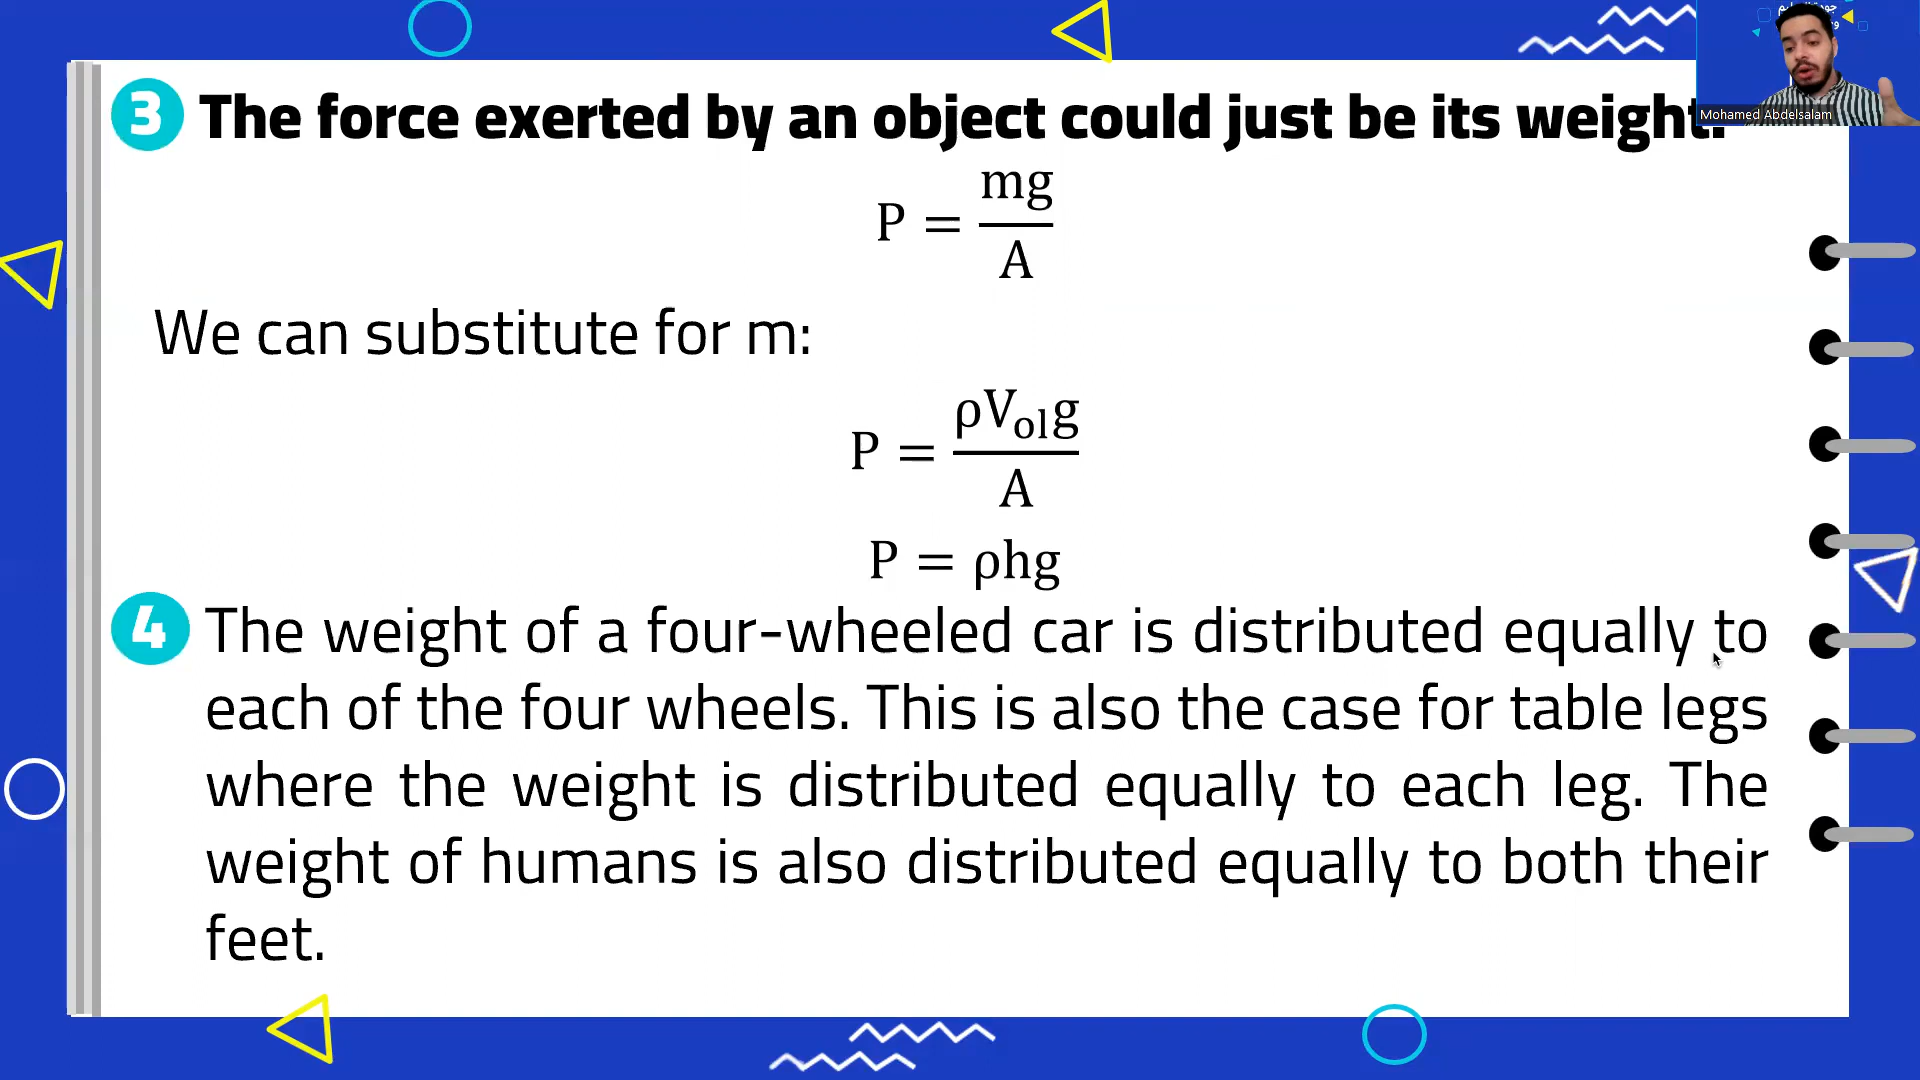 3 The force exerted by an object could just be its weight.
P = mg/A
We can substitute for m:
P = ρVₒₗg/A
P = ρhg
4 The weight of a four-wheeled car is distributed equally to
each of the four wheels. This is also the case for table legs
where the weight is distributed equally to each leg. The
weight of humans is also distributed equally to both their
feet.
Mohamed Abdelsalam